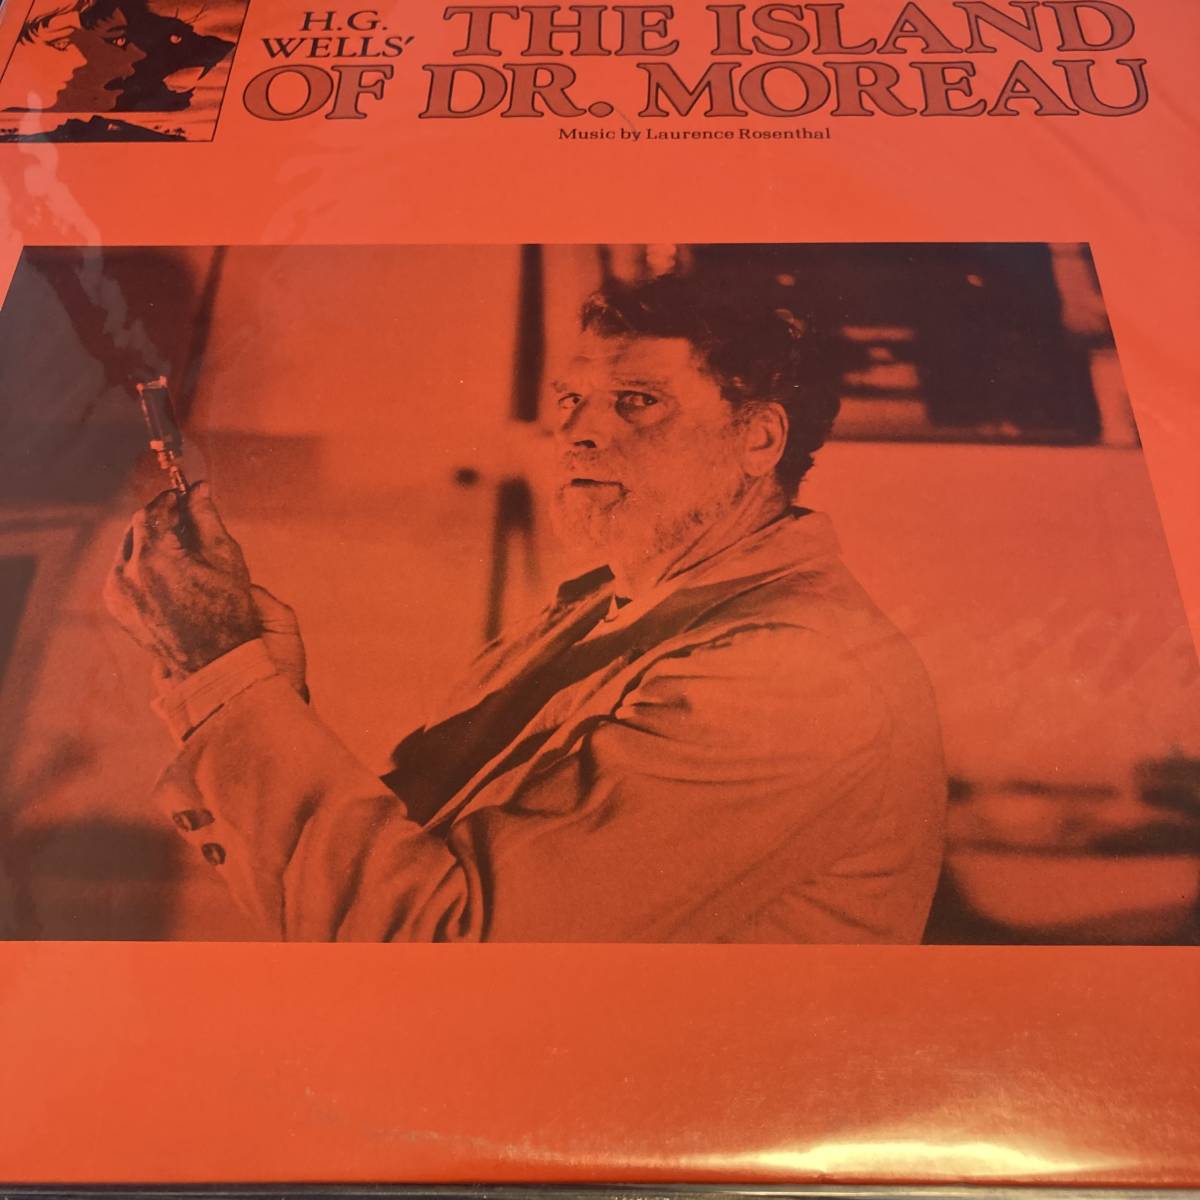 H.G.
WELLS'
THE ISLAND
OF DR. MOREAU
Music by Laurence Rosenthal